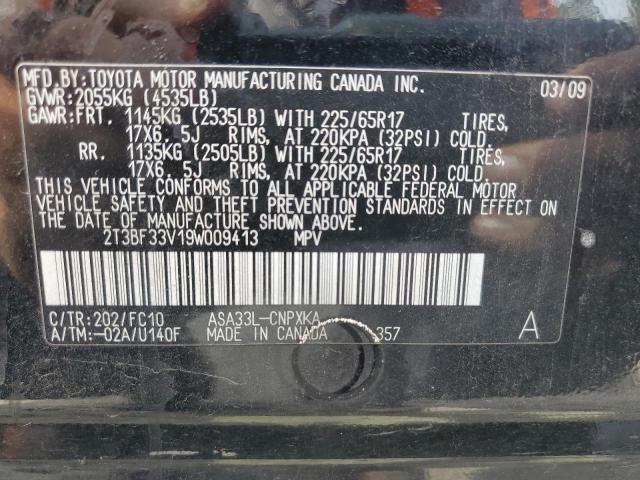 MFD.BY:TOYOTA MOTOR MANUFACTURING CANADA INC. 03/09
GVWR:2055KG (4535LB)
GAWR:FRT. 1145KG (2535LB) WITH 225/65R17 TIRES,
17X6. 5J RIMS, AT 220KPA (32PSI) COLD.
RR. 1135KG (2505LB) WITH 225/65R17 TIRES,
17X6. 5J RIMS, AT 220KPA (32PSI) COLD.
THIS VEHICLE CONFORMS TO ALL APPLICABLE FEDERAL MOTOR
VEHICLE SAFETY AND THEFT PREVENTION STANDARDS IN EFFECT ON
THE DATE OF MANUFACTURE SHOWN ABOVE.
2T3BF33V19W009413 MPV
C/TR:202/FC10 ASA33L-CNPXKA
A/TM:-02A/U140F MADE IN CANADA 357 A